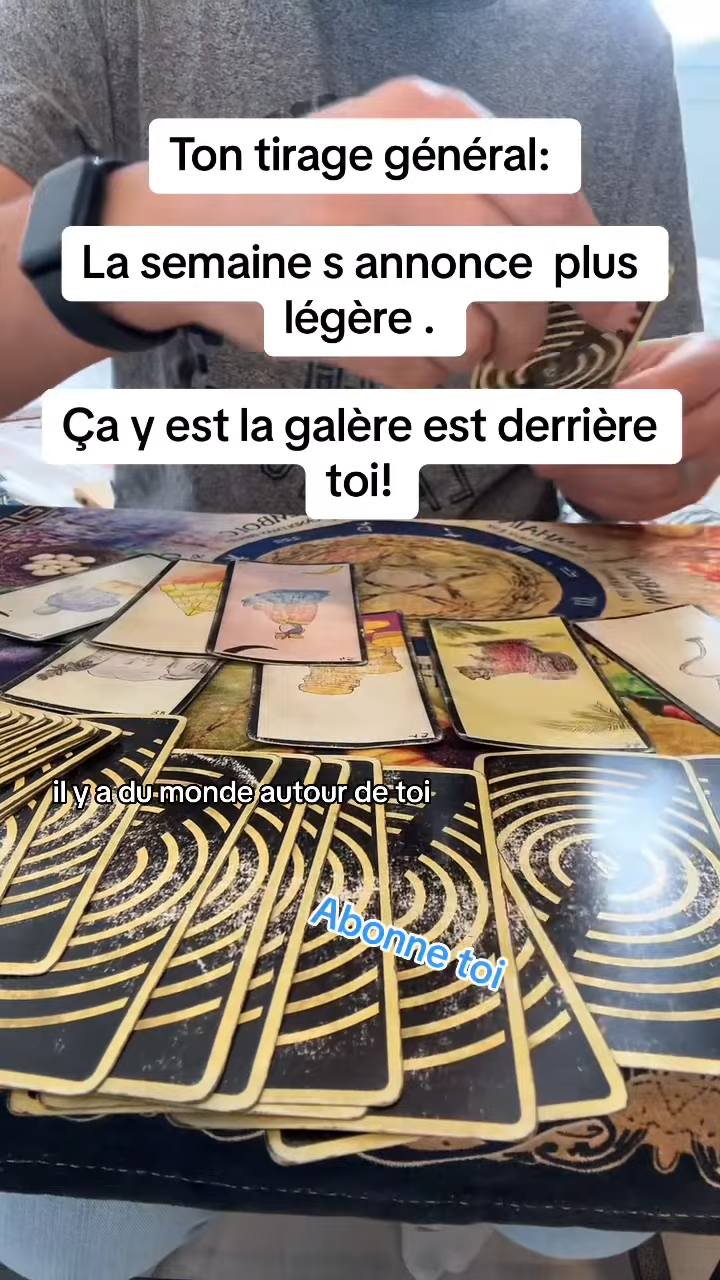 Ton tirage général:
La semaine s annonce  plus
légère .
Ça y est la galère est derrière
toi!
il y a du monde autour de toi
Abonne toi